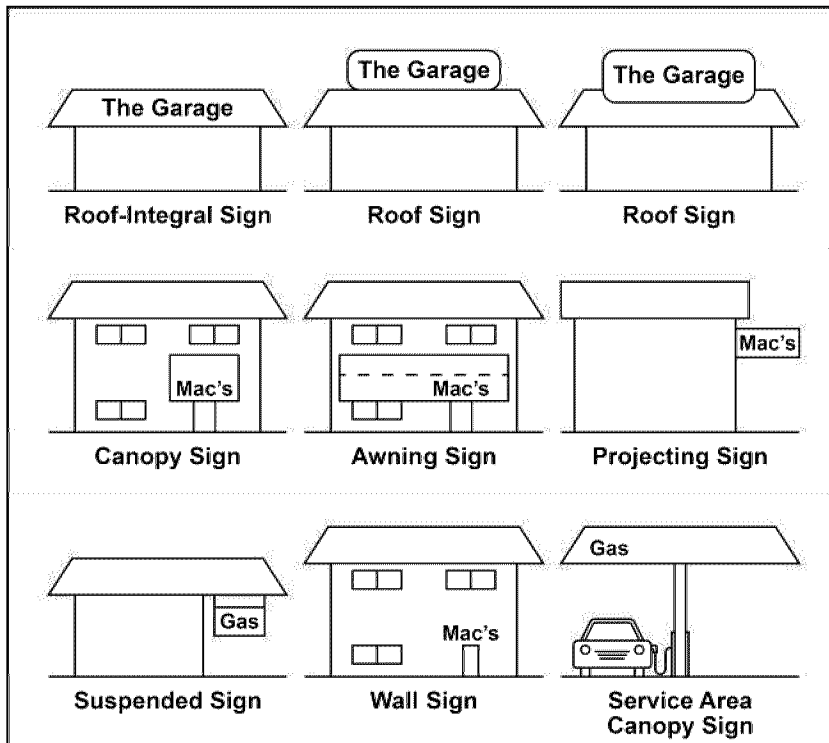 The Garage
The Garage
The Garage
Roof-Integral Sign
Roof Sign
Roof Sign
Mac's
Mac's
Mac's
Canopy Sign
Awning Sign
Projecting Sign
Gas
Mac's
Gas
Suspended Sign
Wall Sign
Service Area
Canopy Sign